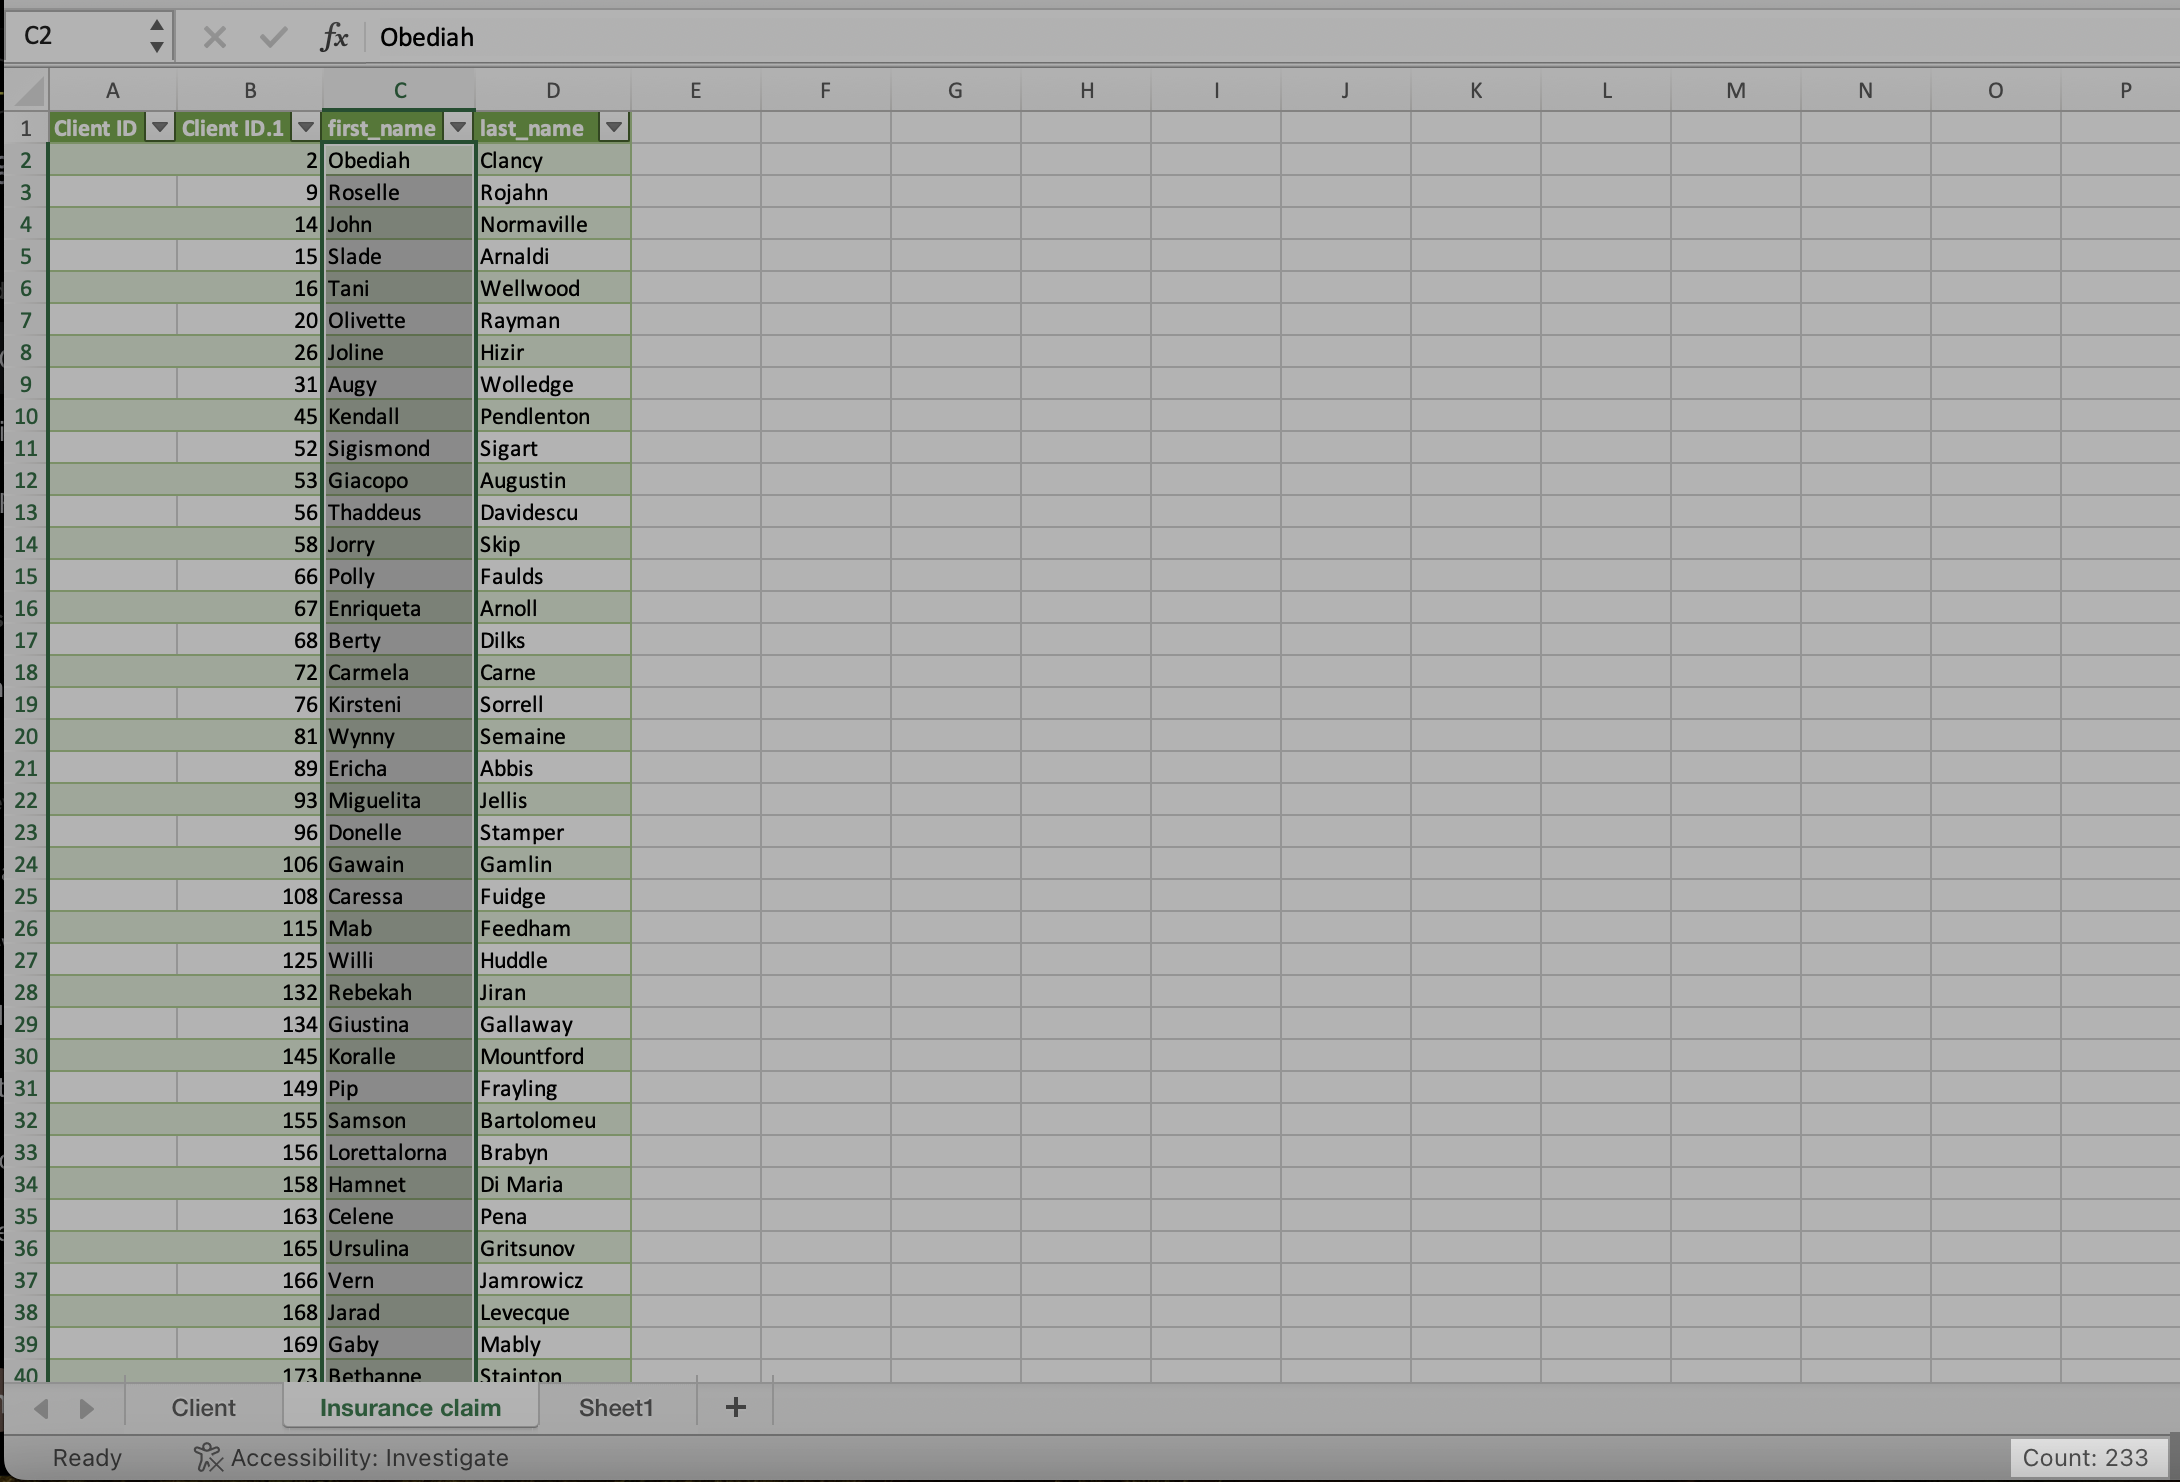 C2 fx Obediah
A B C D E F G H I J K L M N O P
1 Client ID Client ID.1 first_name last_name
2 2 Obediah Clancy
3 9 Roselle Rojahn
4 14 John Normaville
5 15 Slade Arnaldi
6 16 Tani Wellwood
7 20 Olivette Rayman
8 26 Joline Hizir
9 31 Augy Wolledge
10 45 Kendall Pendlenton
11 52 Sigismond Sigart
12 53 Giacopo Augustin
13 56 Thaddeus Davidescu
14 58 Jorry Skip
15 66 Polly Faulds
16 67 Enriqueta Arnoll
17 68 Berty Dilks
18 72 Carmela Carne
19 76 Kirsteni Sorrell
20 81 Wynny Semaine
21 89 Ericha Abbis
22 93 Miguelita Jellis
23 96 Donelle Stamper
24 106 Gawain Gamlin
25 108 Caressa Fuidge
26 115 Mab Feedham
27 125 Willi Huddle
28 132 Rebekah Jiran
29 134 Giustina Gallaway
30 145 Koralle Mountford
31 149 Pip Frayling
32 155 Samson Bartolomeu
33 156 Lorettalorna Brabyn
34 158 Hamnet Di Maria
35 163 Celene Pena
36 165 Ursulina Gritsunov
37 166 Vern Jamrowicz
38 168 Jarad Levecque
39 169 Gaby Mably
40 173 Bethanne Stainton
Client Insurance claim Sheet1 +
Ready Accessibility: Investigate Count: 233